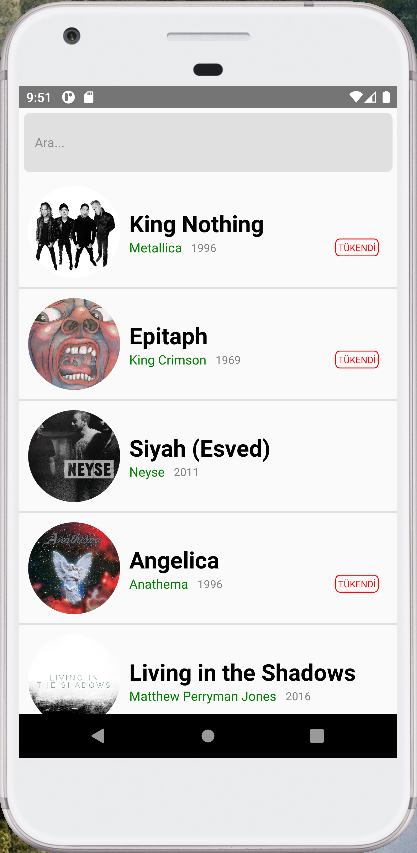 9:51
Ara...
King Nothing
Metallica 1996
TÜKENDİ
Epitaph
King Crimson 1969
TÜKENDİ
NEYSE
Siyah (Esved)
Neyse 2011
Anathema
Angelica
Anathema 1996
TÜKENDİ
LIVING IN
THE SHADOWS
Living in the Shadows
Matthew Perryman Jones 2016